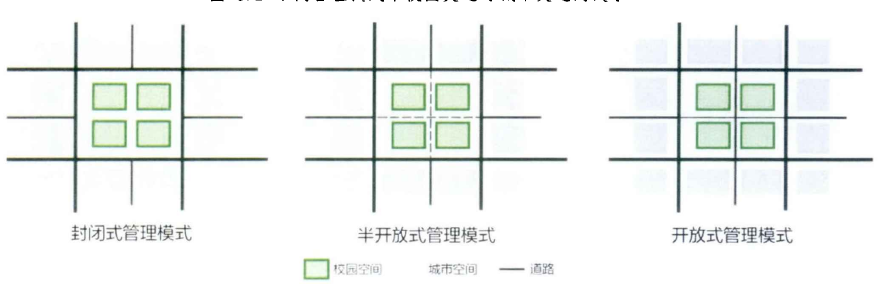 封闭式管理模式
半开放式管理模式
开放式管理模式
校园空间 城市空间 道路